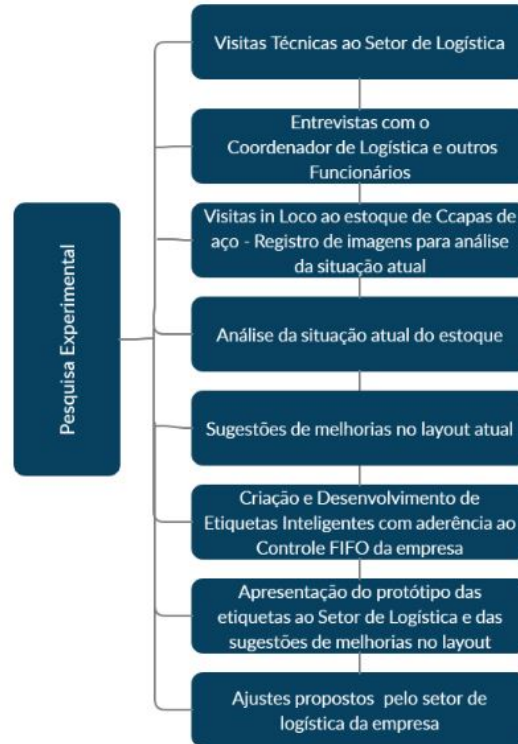 Pesquisa Experimental
Visitas Técnicas ao Setor de Logística
Entrevistas com o
Coordenador de Logística e outros
Funcionários
Visitas in Loco ao estoque de Ccapas de
aço - Registro de imagens para análise
da situação atual
Análise da situação atual do estoque
Sugestões de melhorias no layout atual
Criação e Desenvolvimento de
Etiquetas Inteligentes com aderência ao
Controle FIFO da empresa
Apresentação do protótipo das
etiquetas ao Setor de Logística e das
sugestões de melhorias no layout
Ajustes propostos pelo setor de
logística da empresa